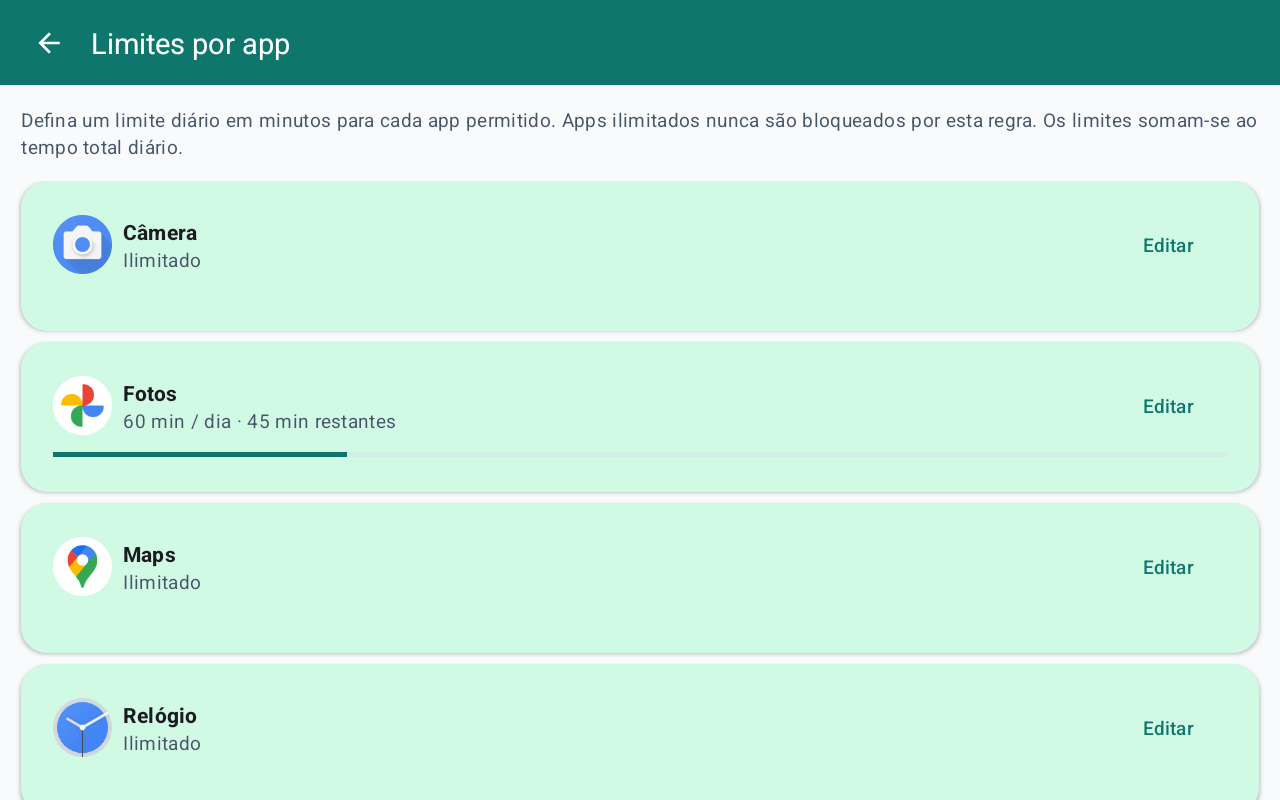 Limites por app
Defina um limite diário em minutos para cada app permitido. Apps ilimitados nunca são bloqueados por esta regra. Os limites somam-se ao
tempo total diário.
Câmera
Ilimitado
Editar
Fotos
60 min / dia · 45 min restantes
Editar
Maps
Ilimitado
Editar
Relógio
Ilimitado
Editar